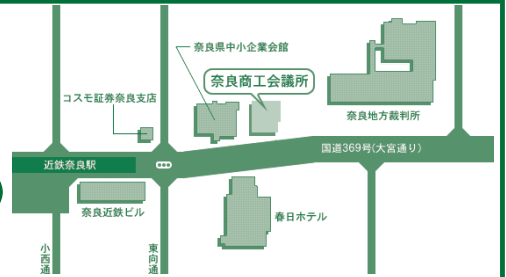 奈良県中小企業会館
奈良商工会議所
コスモ証券奈良支店
奈良地方裁判所
国道369号(大宮通り)
近鉄奈良駅
奈良近鉄ビル
春日ホテル
小西通
東向通